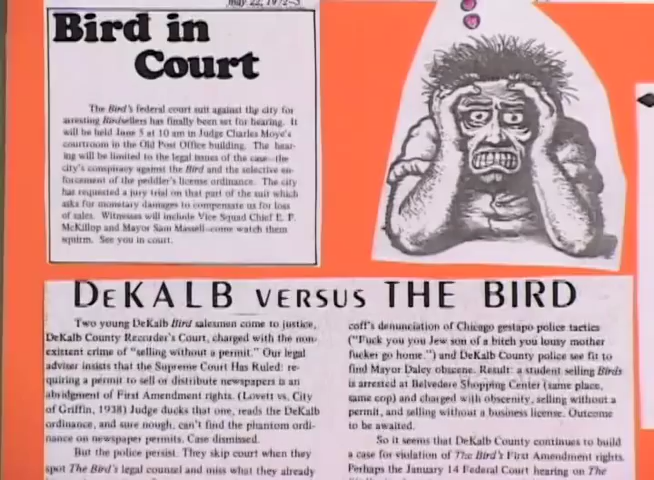 May 22, 1972-5
Bird in
Court
The Bird's federal court suit against the city for
arresting Birdsellers has finally been set for hearing. It
will be held June 5 at 10 am in Judge Charles Moye's
courtroom in the Old Post Office building. The hear-
ing will be limited to the legal issues of the case--the
city's conspiracy against the Bird and the selective en-
forcement of the peddler's license ordinance. The city
has requested a jury trial on that part of the suit which
asks for monetary damages to compensate us for loss
of sales. Witnesses will include Vice Squad Chief E. P.
McKillop and Mayor Sam Massell--come watch them
squirm. See you in court.
DeKALB VERSUS THE BIRD
Two young DeKalb Bird salesmen come to justice,
DeKalb County Recorder's Court, charged with the non-
existent crime of "selling without a permit." Our legal
adviser insists that the Supreme Court Has Ruled: re-
quiring a permit to sell or distribute newspapers is an
abridgment of First Amendment rights. (Lovett vs. City
of Griffin, 1938) Judge ducks that one, reads the DeKalb
ordinance, and sure nough, can't find the phantom ordi-
nance on newspaper permits. Case dismissed.
But the police persist. They skip court when they
spot The Bird's legal counsel and miss what they already
coff's denunciation of Chicago gestapo police tactics
("Fuck you you Jew son of a bitch you lousy mother
fucker go home.") and DeKalb County police see fit to
find Mayor Daley obscene. Result: a student selling Birds
is arrested at Belvedere Shopping Center (same place,
same cop) and charged with obscenity, selling without a
permit, and selling without a business license. Outcome
to be awaited.
So it seems that DeKalb County continues to build
a case for violation of The Bird's First Amendment rights.
Perhaps the January 14 Federal Court hearing on The